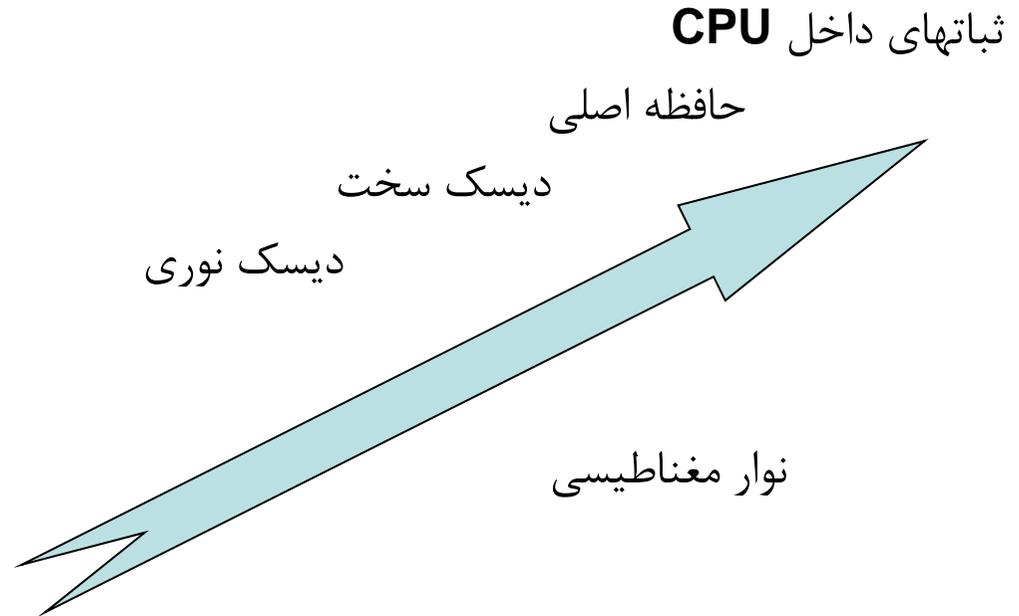 ثباتهای داخل CPU
حافظه اصلی
دیسک سخت
دیسک نوری
نوار مغناطیسی